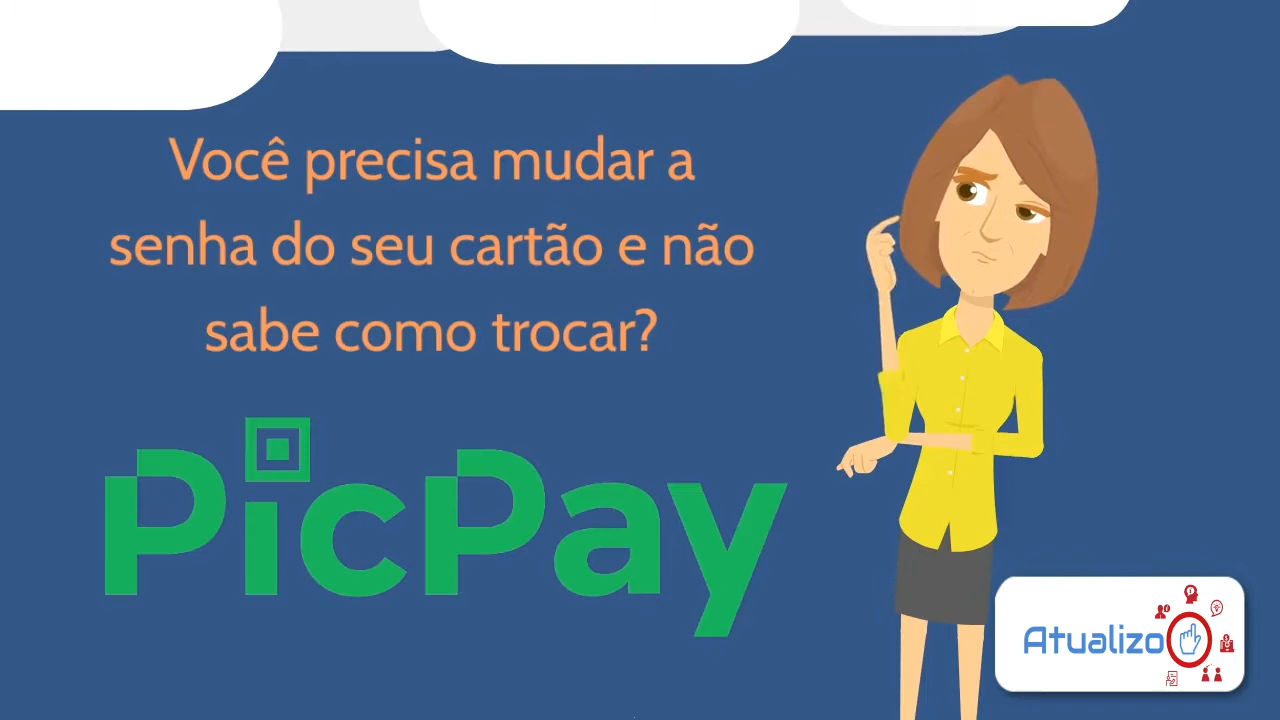 Você precisa mudar a
senha do seu cartão e não
sabe como trocar?
PicPay
Atualizo